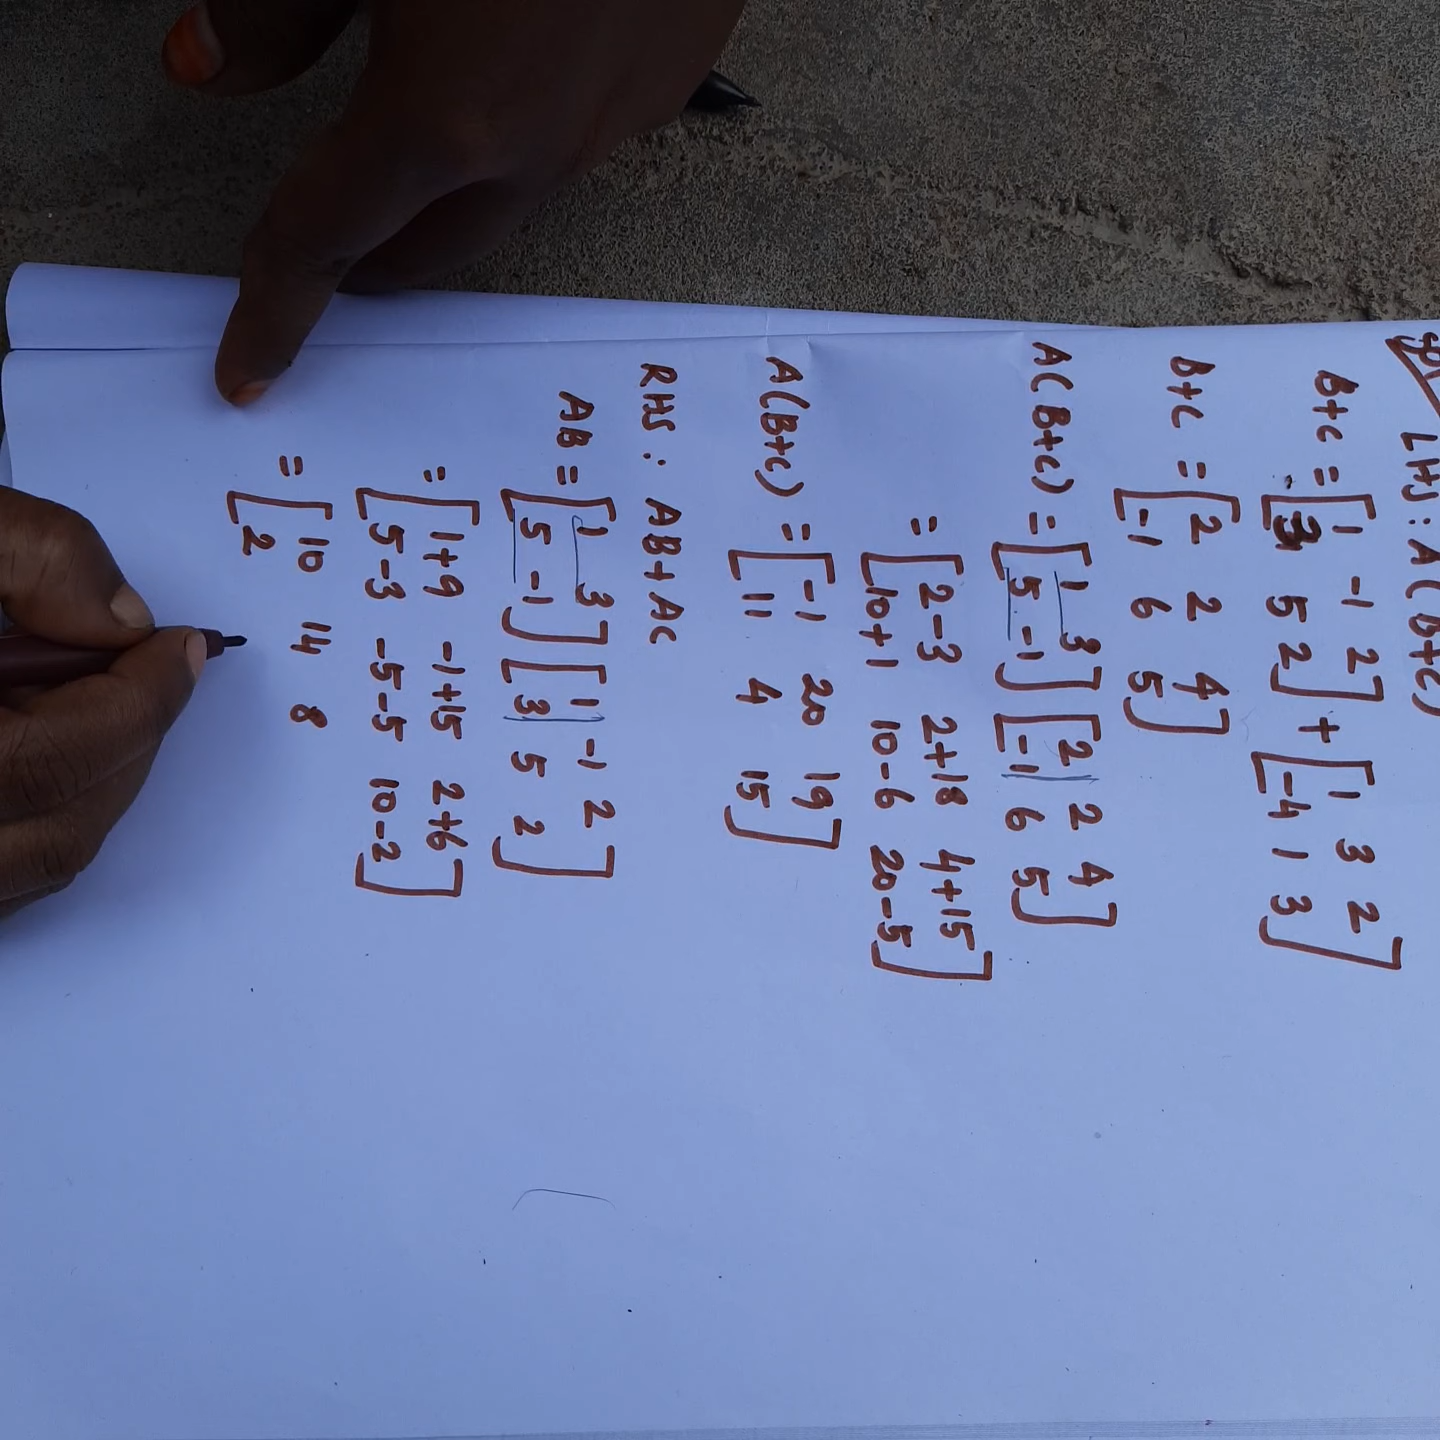 LHS : A(B+C)
B+C = [ 1 -1 2
3 5 2 ] + [ 1 3 2
-4 1 3 ]
B+C = [ 2 2 4
-1 6 5 ]
A(B+C) = [ 1 3
5 -1 ] [ 2 2 4
-1 6 5 ]
= [ 2-3 2+18 4+15
10+1 10-6 20-5 ]
A(B+C) = [ -1 20 19
11 4 15 ]
RHS : AB+AC
AB = [ 1 3
5 -1 ] [ 1 -1 2
3 5 2 ]
= [ 1+9 -1+15 2+6
5-3 -5-5 10-2 ]
= [ 10 14 8
2